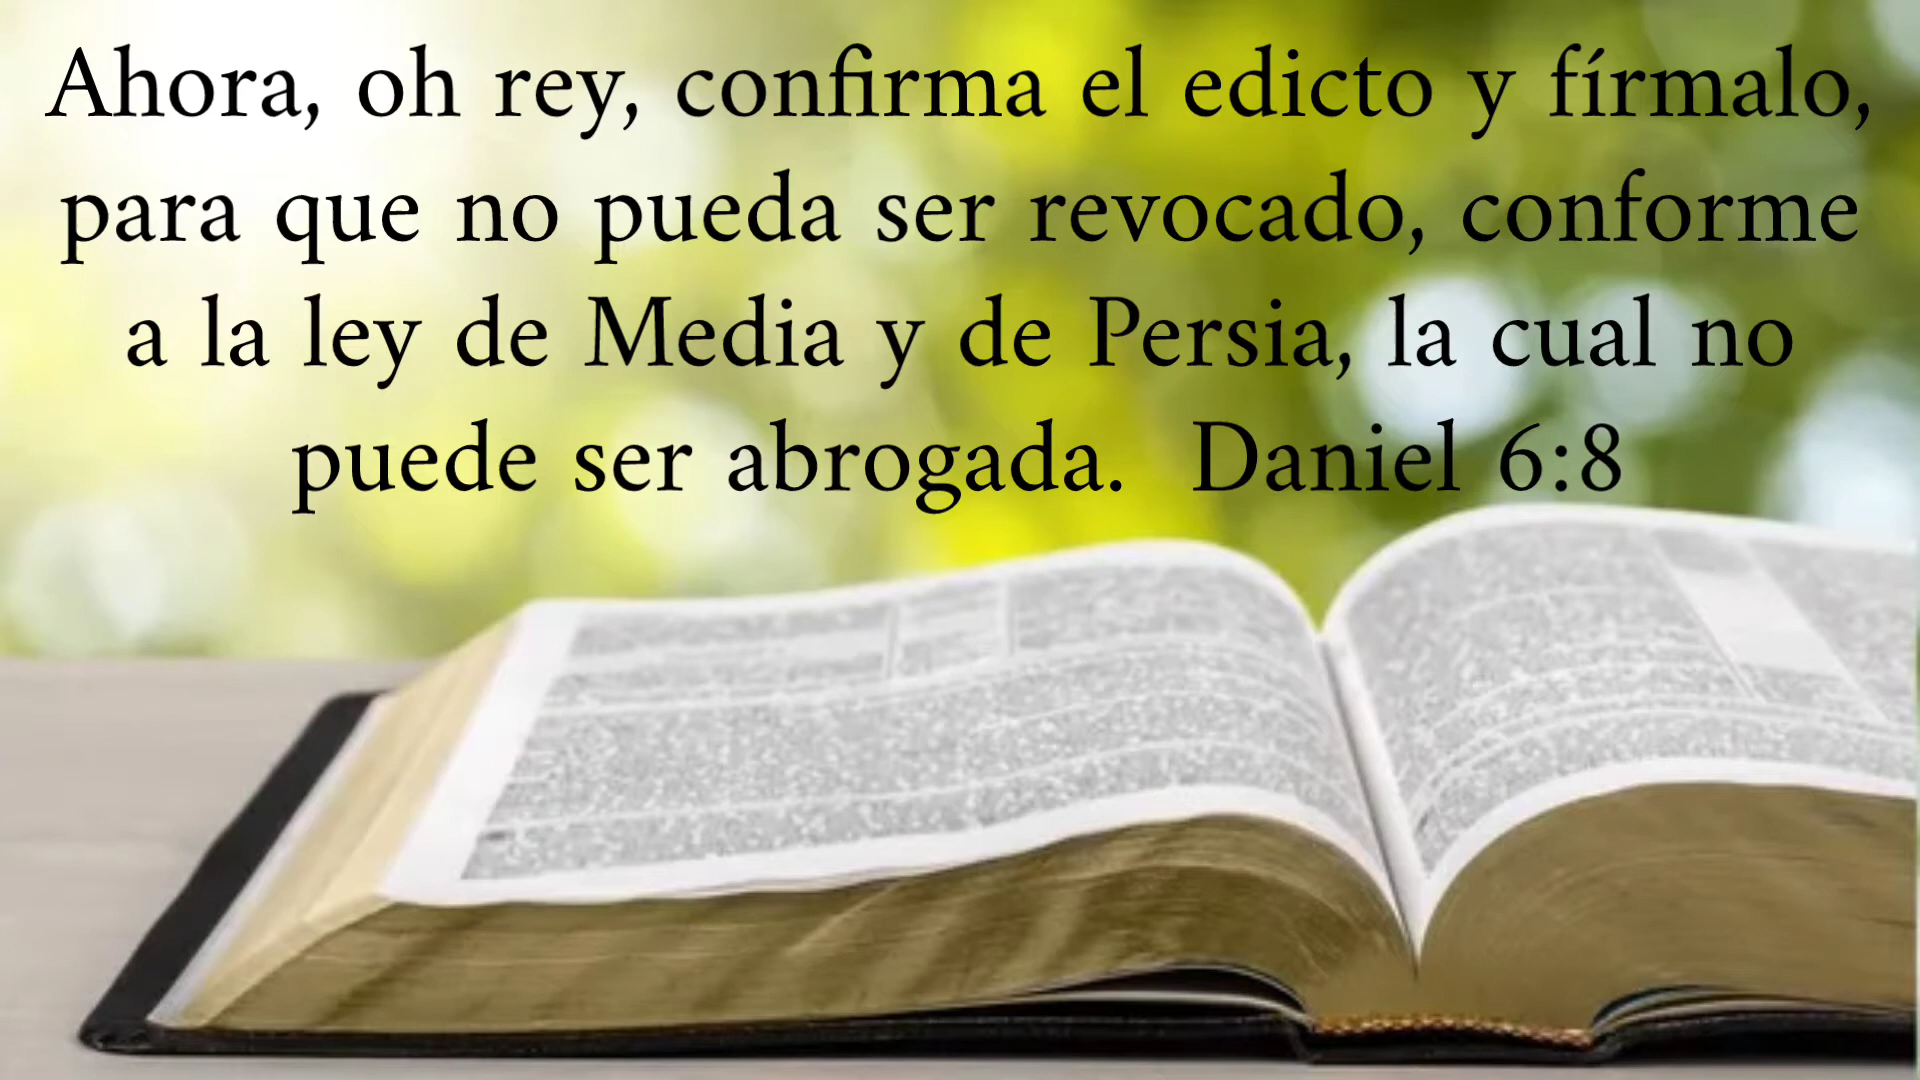 Ahora, oh rey, confirma el edicto y fírmalo,
para que no pueda ser revocado, conforme
a la ley de Media y de Persia, la cual no
puede ser abrogada.  Daniel 6:8